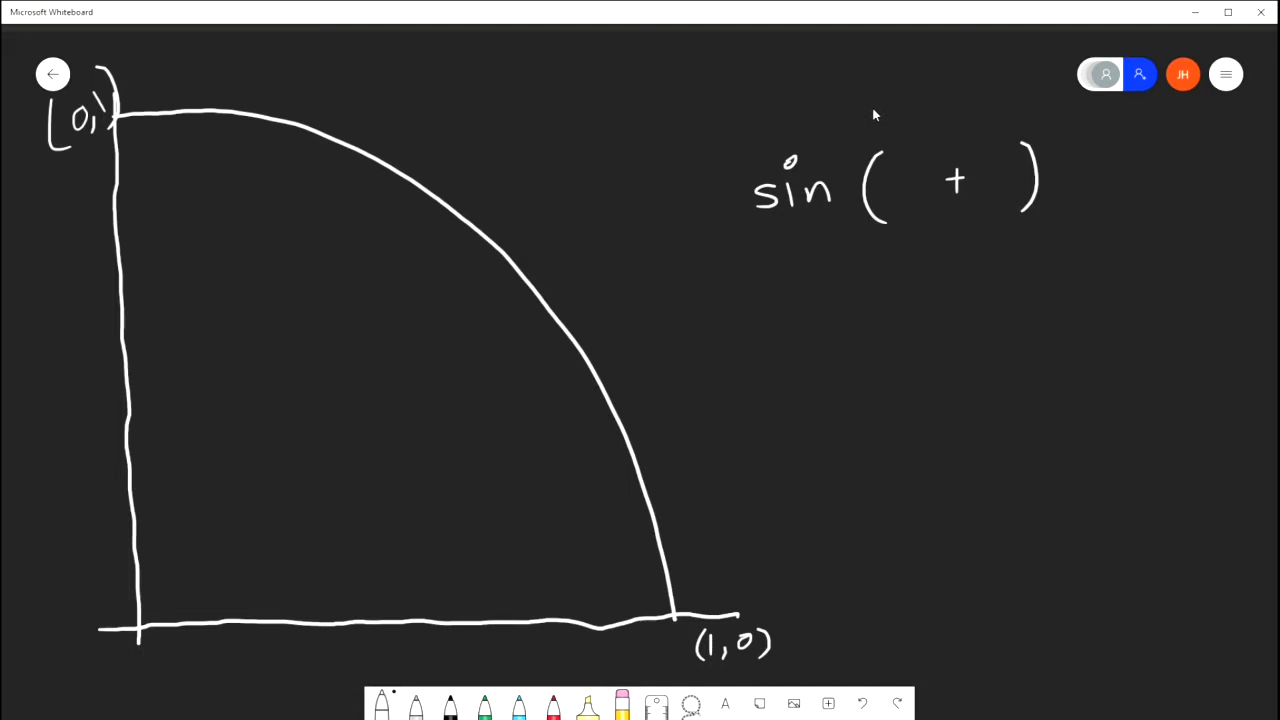 Microsoft Whiteboard
JH
(0,1)
sin ( + )
(1,0)
A